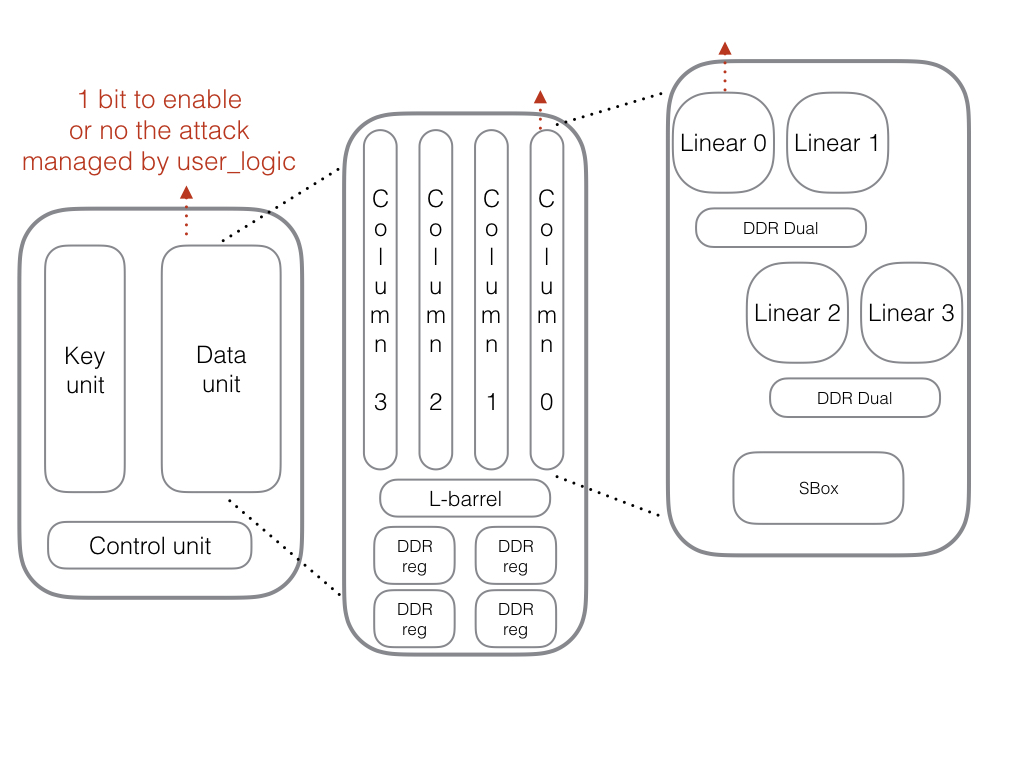 1 bit to enable
or no the attack
managed by user_logic
Key
unit
Data
unit
Control unit
Column 3
Column 2
Column 1
Column 0
L-barrel
DDR
reg
DDR
reg
DDR
reg
DDR
reg
Linear 0
Linear 1
DDR Dual
Linear 2
Linear 3
DDR Dual
SBox